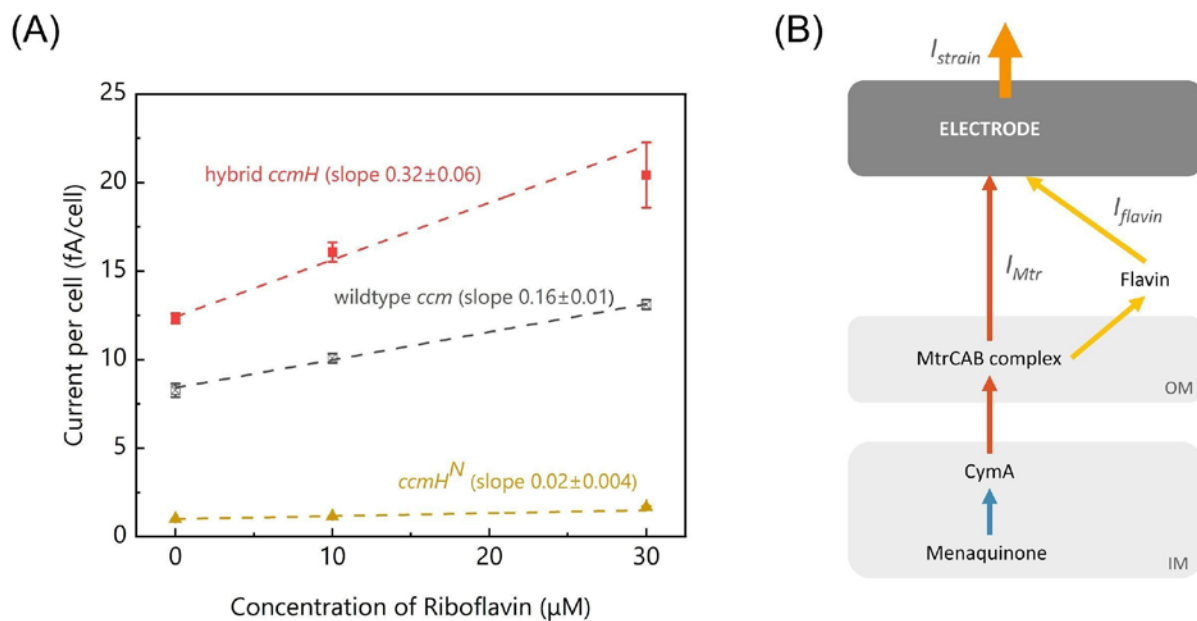 (A)
Current per cell (fA/cell)
25
20
15
10
5
0
hybrid ccmH (slope 0.32±0.06)
wildtype ccm (slope 0.16±0.01)
ccmH^N (slope 0.02±0.004)
0
10
20
30
Concentration of Riboflavin (μM)
(B)
I_strain
ELECTRODE
I_flavin
I_Mtr
Flavin
MtrCAB complex
OM
CymA
Menaquinone
IM